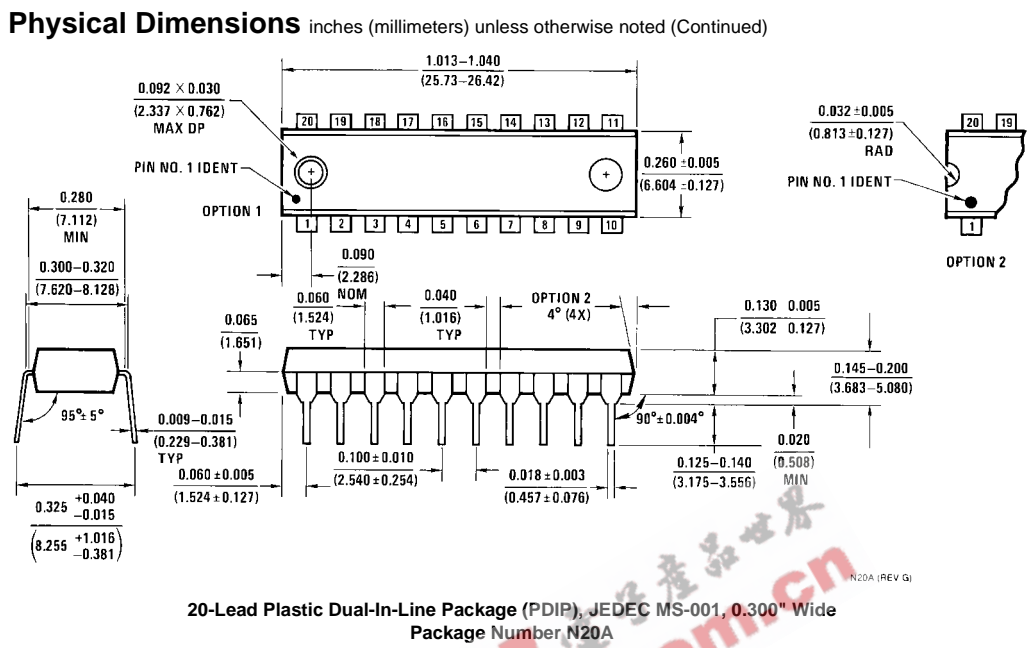 Physical Dimensions inches (millimeters) unless otherwise noted (Continued)
1.013–1.040
(25.73–26.42)
0.092 × 0.030
(2.337 × 0.762)
MAX DP
20 19 18 17 16 15 14 13 12 11
PIN NO. 1 IDENT
OPTION 1
1 2 3 4 5 6 7 8 9 10
0.260 ±0.005
(6.604 ±0.127)
0.032 ±0.005
(0.813 ±0.127)
RAD
20 19
PIN NO. 1 IDENT
1
OPTION 2
0.280
(7.112)
MIN
0.300–0.320
(7.620–8.128)
0.090
(2.286)
NOM
0.060
(1.524)
TYP
0.040
(1.016)
TYP
OPTION 2
4° (4X)
0.130 0.005
(3.302 0.127)
0.065
(1.651)
0.145–0.200
(3.683–5.080)
95°± 5°
0.009–0.015
(0.229–0.381)
TYP
90°±0.004°
0.020
(0.508)
MIN
0.100 ±0.010
(2.540 ±0.254)
0.018 ±0.003
(0.457 ±0.076)
0.125–0.140
(3.175–3.556)
0.060 ±0.005
(1.524 ±0.127)
0.325 +0.040
–0.015
(8.255 +1.016
–0.381)
N20A (REV G)
20-Lead Plastic Dual-In-Line Package (PDIP), JEDEC MS-001, 0.300" Wide
Package Number N20A